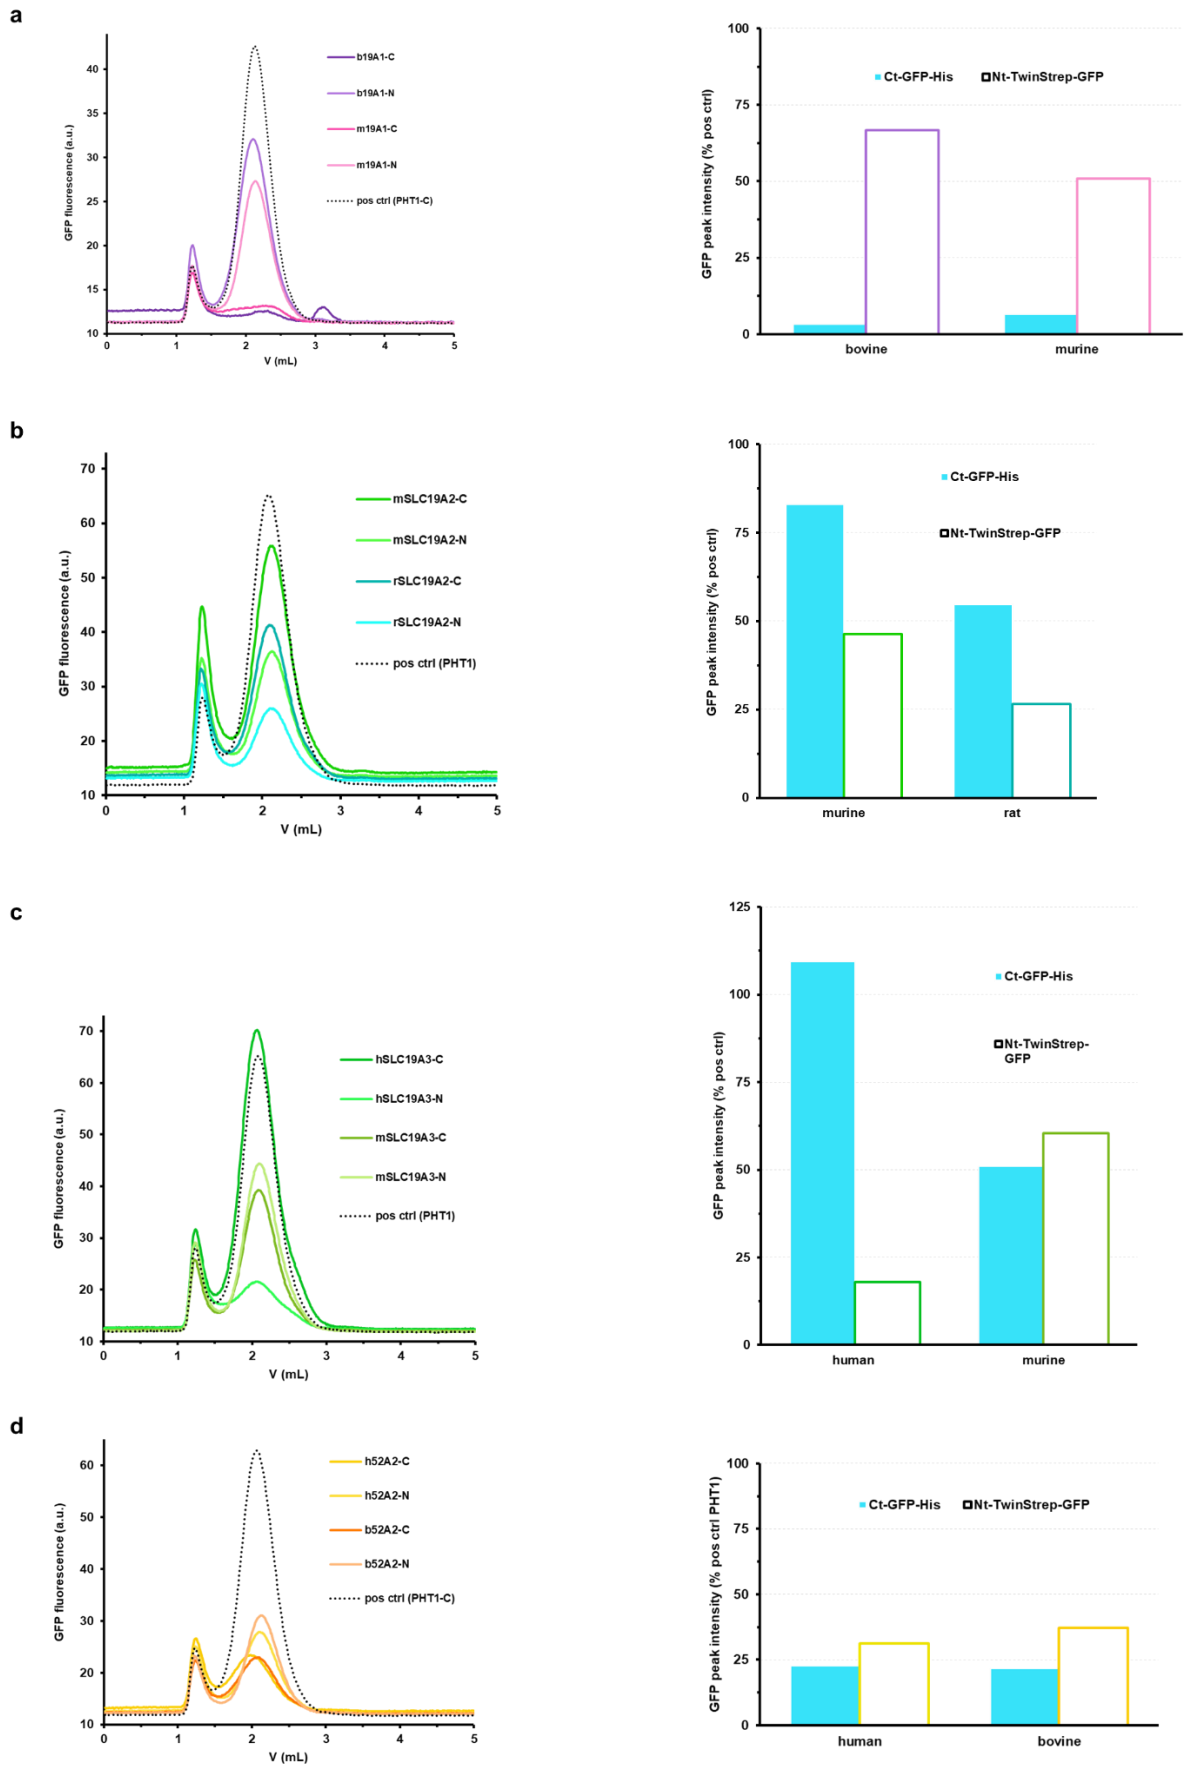 a
GFP fluorescence (a.u.)
40
35
30
25
20
15
10
0
1
2
3
4
5
V (mL)
b19A1-C
b19A1-N
m19A1-C
m19A1-N
pos ctrl (PHT1-C)
GFP peak intensity (% pos ctrl)
100
75
50
25
0
Ct-GFP-His
Nt-TwinStrep-GFP
bovine
murine
b
GFP fluorescence (a.u.)
70
60
50
40
30
20
10
0
1
2
3
4
5
V (mL)
mSLC19A2-C
mSLC19A2-N
rSLC19A2-C
rSLC19A2-N
pos ctrl (PHT1)
GFP peak intensity (% pos ctrl)
100
75
50
25
0
Ct-GFP-His
Nt-TwinStrep-GFP
murine
rat
c
GFP fluorescence (a.u.)
70
60
50
40
30
20
10
0
1
2
3
4
5
V (mL)
hSLC19A3-C
hSLC19A3-N
mSLC19A3-C
mSLC19A3-N
pos ctrl (PHT1)
GFP peak intensity (% pos ctrl)
125
100
75
50
25
0
Ct-GFP-His
Nt-TwinStrep-
GFP
human
murine
d
GFP fluorescence (a.u.)
60
50
40
30
20
10
0
1
2
3
4
5
V (mL)
h52A2-C
h52A2-N
b52A2-C
b52A2-N
pos ctrl (PHT1-C)
GFP peak intensity (% pos ctrl PHT1)
100
75
50
25
0
Ct-GFP-His
Nt-TwinStrep-GFP
human
bovine